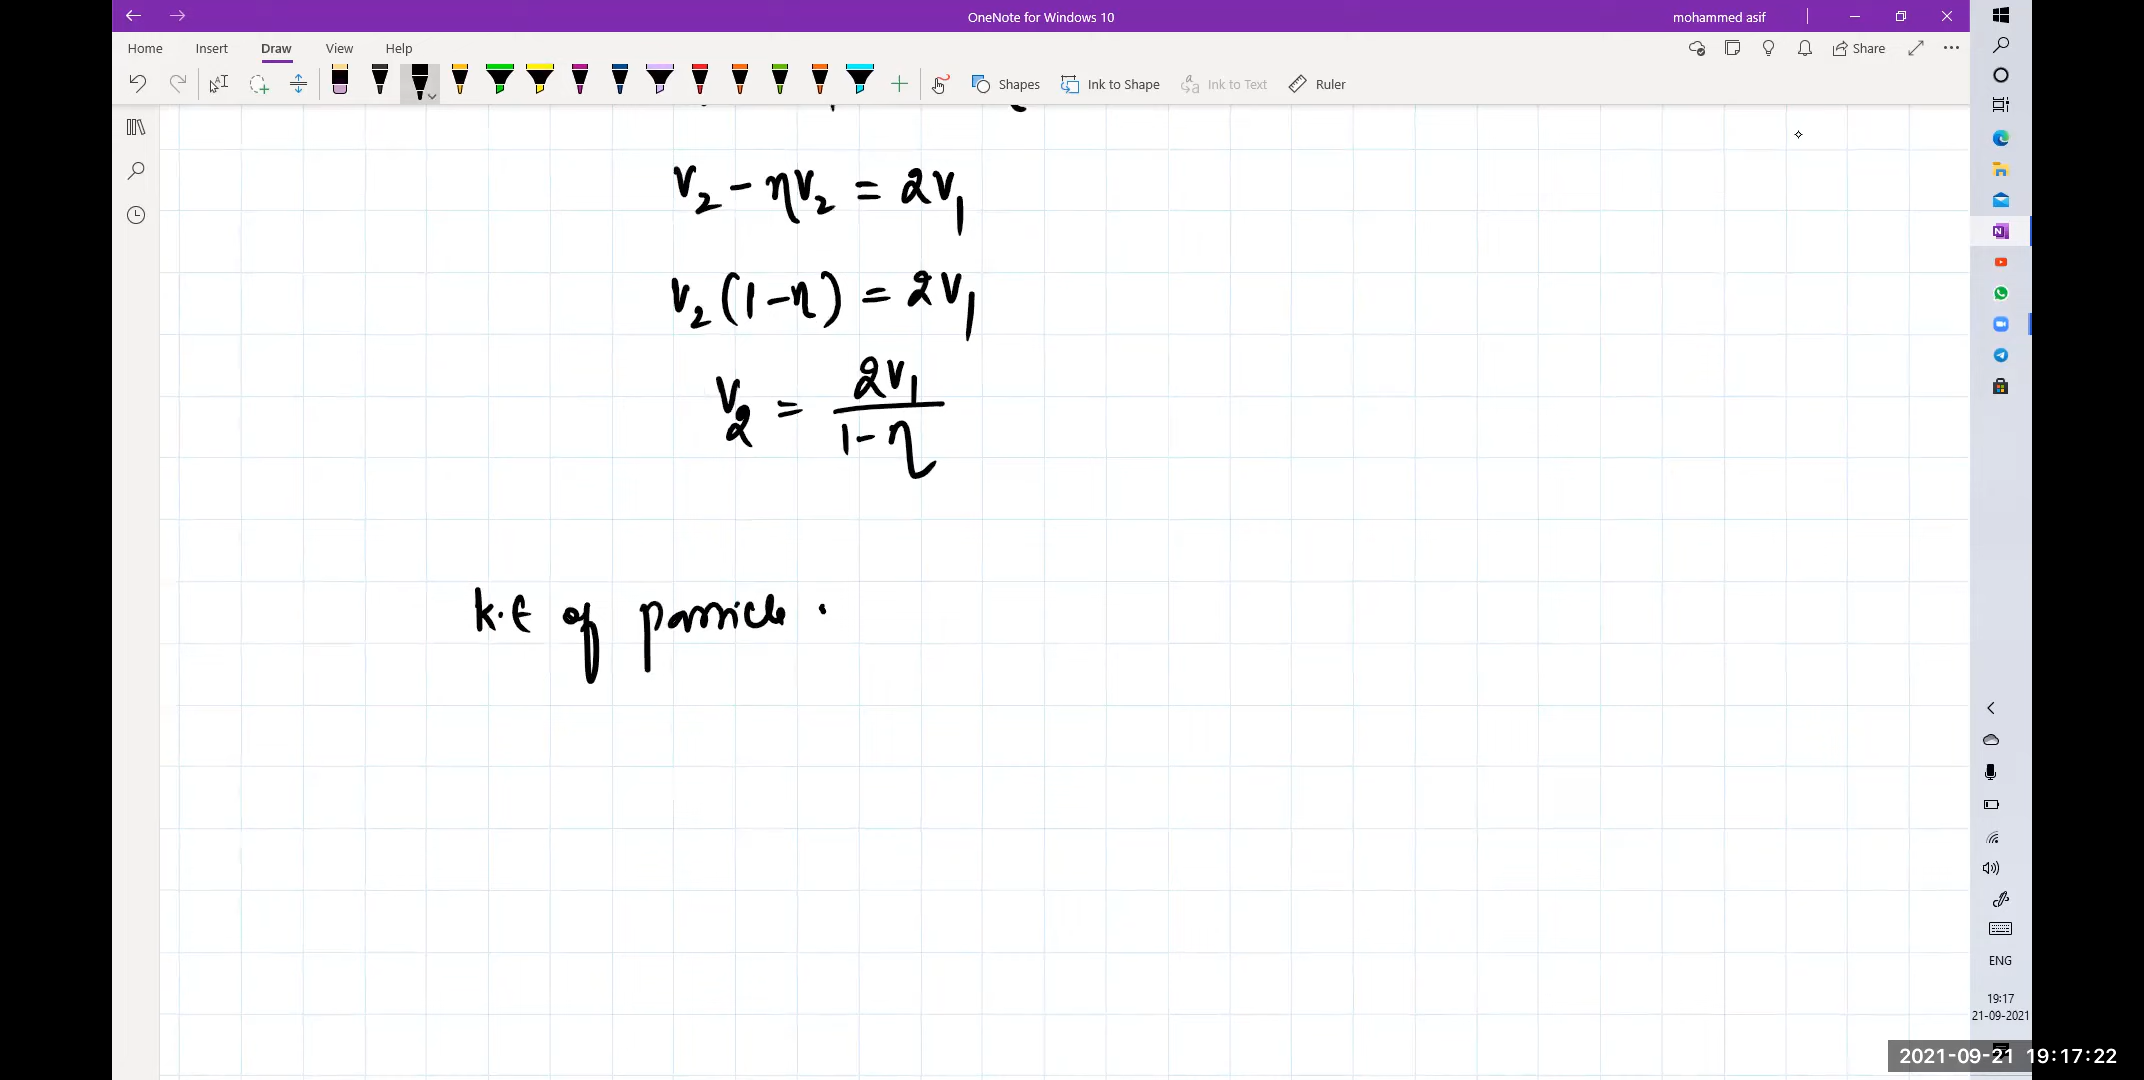 OneNote for Windows 10
mohammed asif
Home Insert Draw View Help
Share
Shapes Ink to Shape Ink to Text Ruler
V₂ - ηV₂ = 2V₁
V₂ (1-η) = 2V₁
V₂ = 2V₁ / 1-η
k.E of particle .
ENG
19:17
21-09-2021
2021-09-21 19:17:22